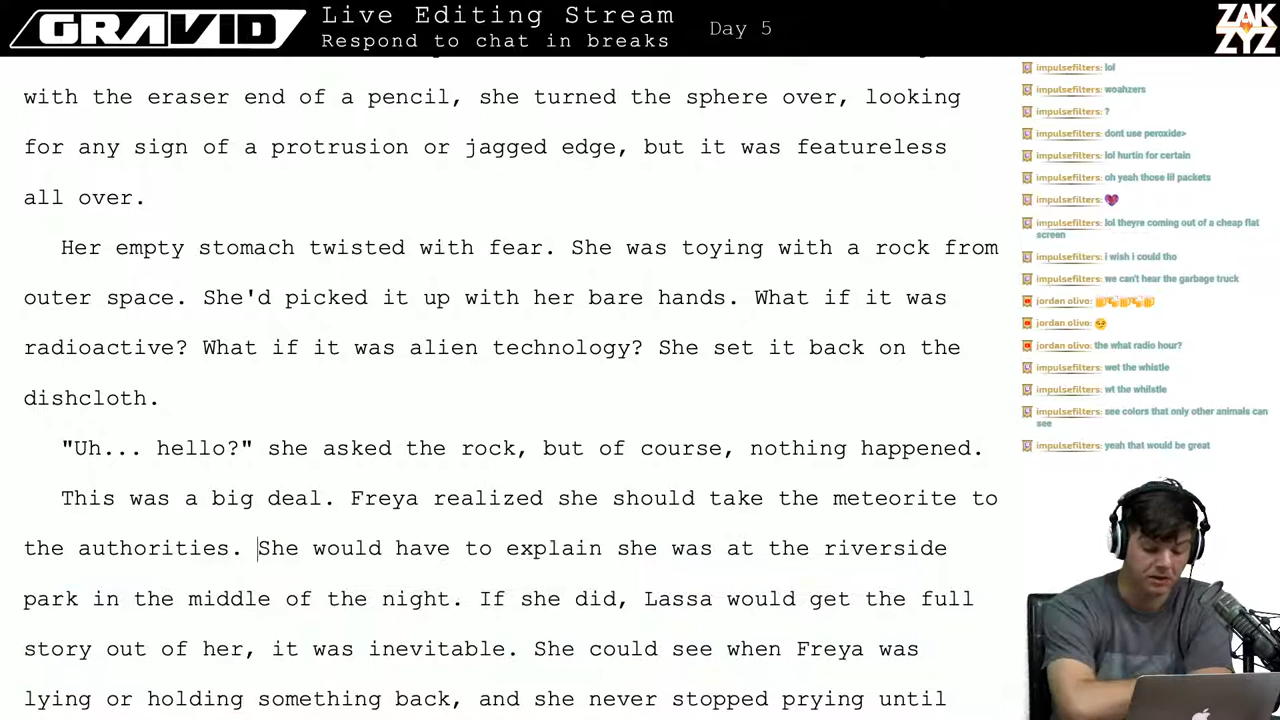 GRAVID
Live Editing Stream
Respond to chat in breaks
Day 5
ZAK
ZYZ
with the eraser end of a pencil, she turned the sphere over, looking
for any sign of a protrusion or jagged edge, but it was featureless
all over.
Her empty stomach twisted with fear. She was toying with a rock from
outer space. She'd picked it up with her bare hands. What if it was
radioactive? What if it was alien technology? She set it back on the
dishcloth.
"Uh... hello?" she asked the rock, but of course, nothing happened.
This was a big deal. Freya realized she should take the meteorite to
the authorities. She would have to explain she was at the riverside
park in the middle of the night. If she did, Lassa would get the full
story out of her, it was inevitable. She could see when Freya was
lying or holding something back, and she never stopped prying until
impulsefilters: lol
impulsefilters: woahzers
impulsefilters: ?
impulsefilters: dont use peroxide>
impulsefilters: lol hurtin for certain
impulsefilters: oh yeah those lil packets
impulsefilters:
impulsefilters: lol theyre coming out of a cheap flat
screen
impulsefilters: i wish i could tho
impulsefilters: we can't hear the garbage truck
jordan olivo:
jordan olivo:
jordan olivo: the what radio hour?
impulsefilters: wet the whistle
impulsefilters: wt the whilstle
impulsefilters: see colors that only other animals can
see
impulsefilters: yeah that would be great